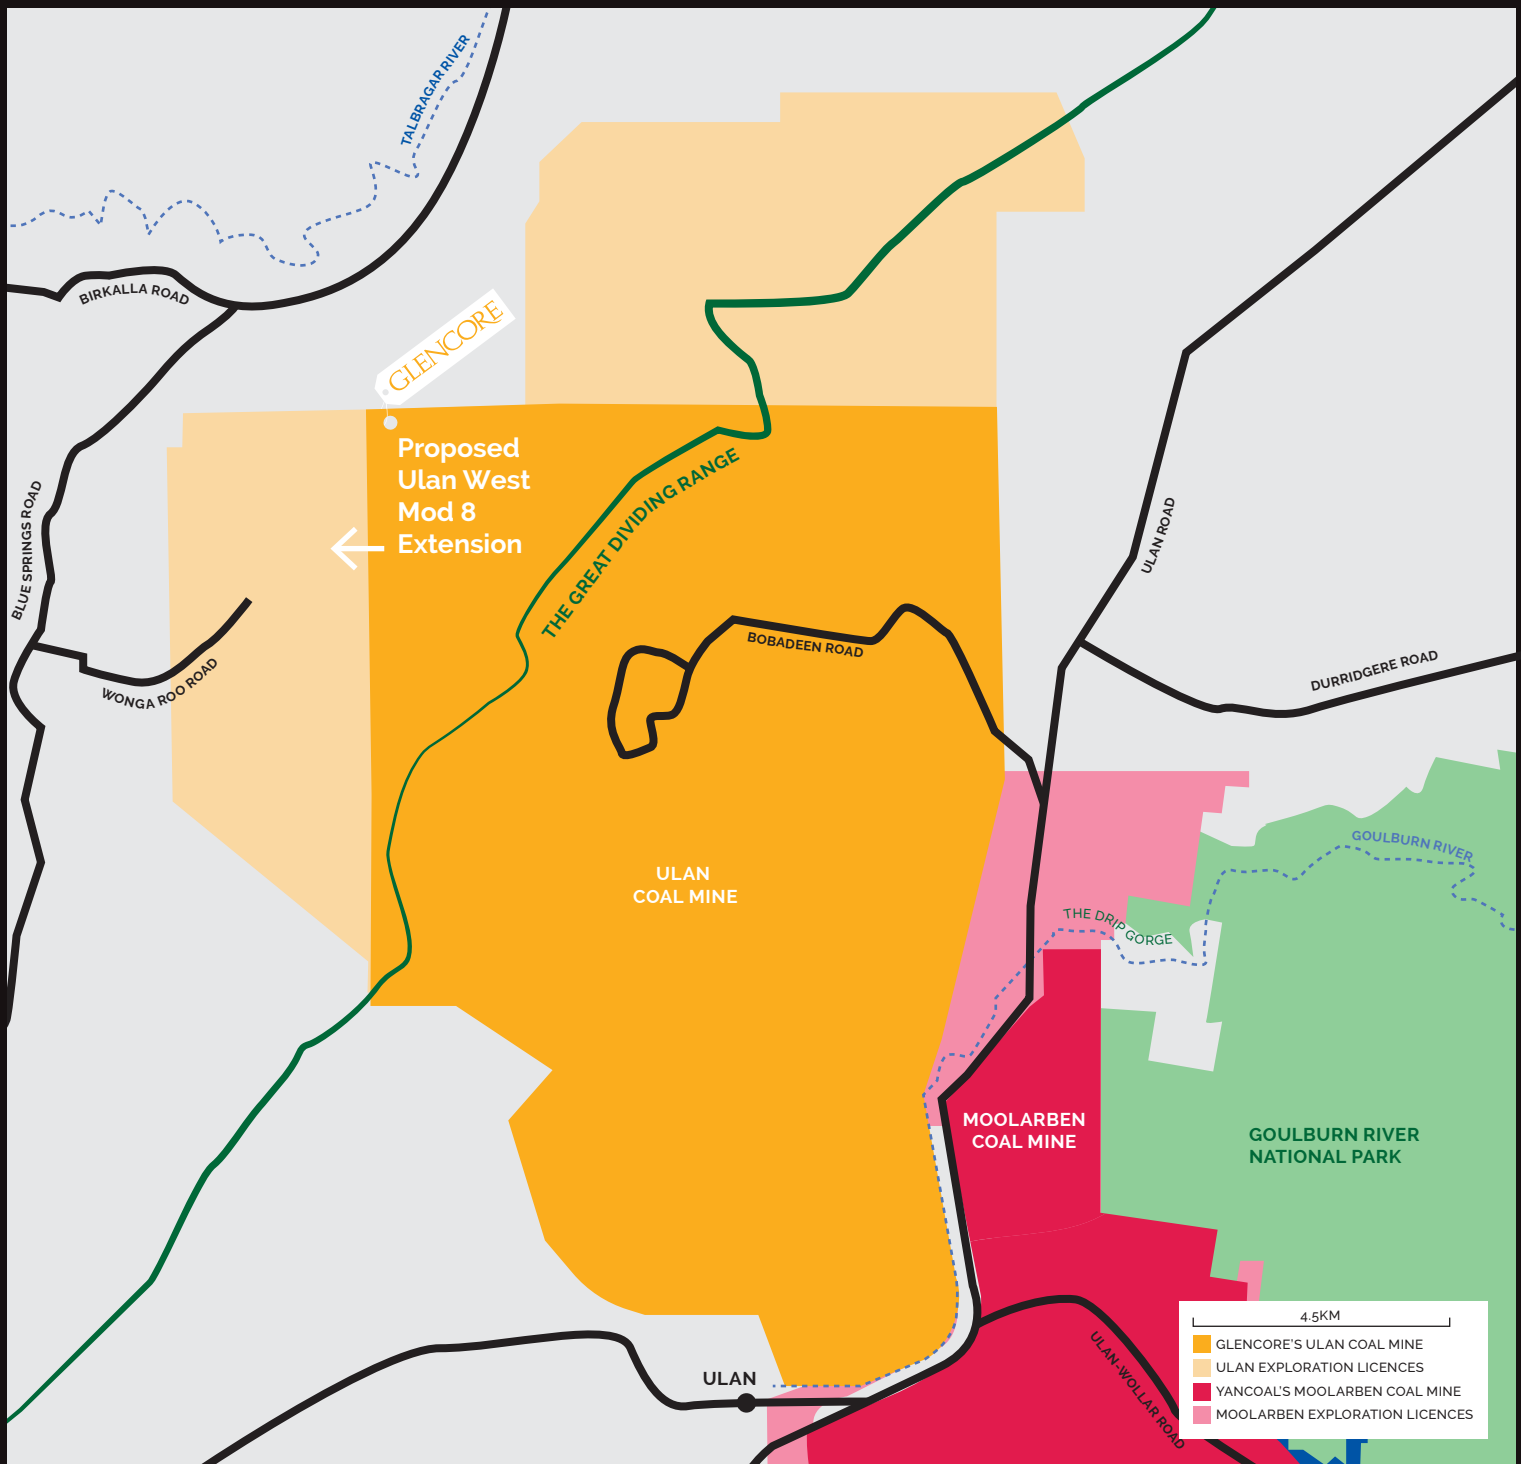 TALBRAGAR RIVER
BIRKALLA ROAD
GLENCORE
Proposed
Ulan West
Mod 8
Extension
THE GREAT DIVIDING RANGE
BLUE SPRINGS ROAD
ULAN ROAD
BOBADEEN ROAD
DURRIDGERE ROAD
WONGA ROO ROAD
GOULBURN RIVER
ULAN
COAL MINE
THE DRIP GORGE
MOOLARBEN
COAL MINE
GOULBURN RIVER
NATIONAL PARK
ULAN
ULAN-WOLLAR ROAD
4.5KM
GLENCORE'S ULAN COAL MINE
ULAN EXPLORATION LICENCES
YANCOAL'S MOOLARBEN COAL MINE
MOOLARBEN EXPLORATION LICENCES